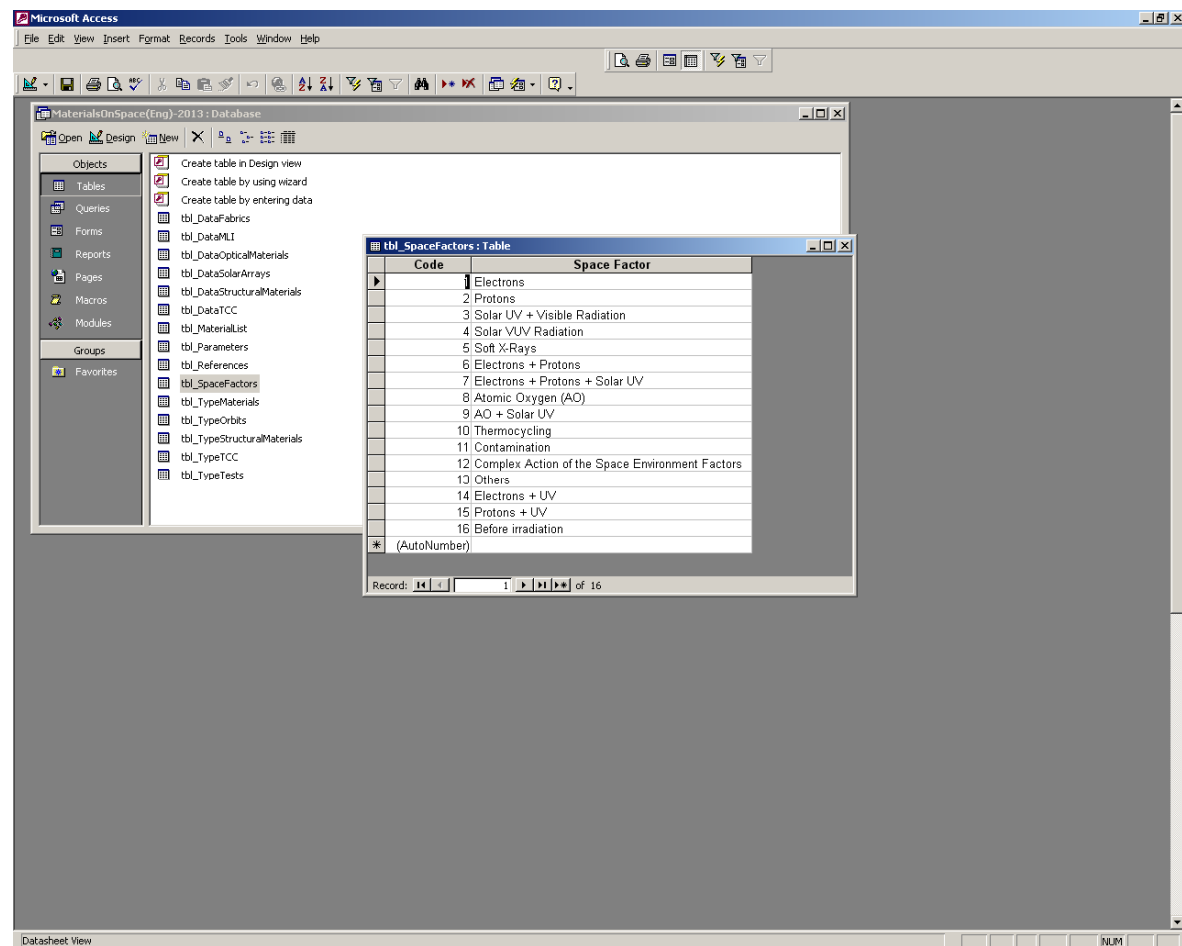 Microsoft Access
File Edit View Insert Format Records Tools Window Help
MaterialsOnSpace(Eng)-2013 : Database
Open Design New
Objects
Tables
Queries
Forms
Reports
Pages
Macros
Modules
Groups
Favorites
Create table in Design view
Create table by using wizard
Create table by entering data
tbl_DataFabrics
tbl_DataMLI
tbl_DataOpticalMaterials
tbl_DataSolarArrays
tbl_DataStructuralMaterials
tbl_DataTCC
tbl_MaterialList
tbl_Parameters
tbl_References
tbl_SpaceFactors
tbl_TypeMaterials
tbl_TypeOrbits
tbl_TypeStructuralMaterials
tbl_TypeTCC
tbl_TypeTests
tbl_SpaceFactors : Table
Code Space Factor
1 Electrons
2 Protons
3 Solar UV + Visible Radiation
4 Solar VUV Radiation
5 Soft X-Rays
6 Electrons + Protons
7 Electrons + Protons + Solar UV
8 Atomic Oxygen (AO)
9 AO + Solar UV
10 Thermocycling
11 Contamination
12 Complex Action of the Space Environment Factors
13 Others
14 Electrons + UV
15 Protons + UV
16 Before irradiation
(AutoNumber)
Record: 1 of 16
Datasheet View NUM